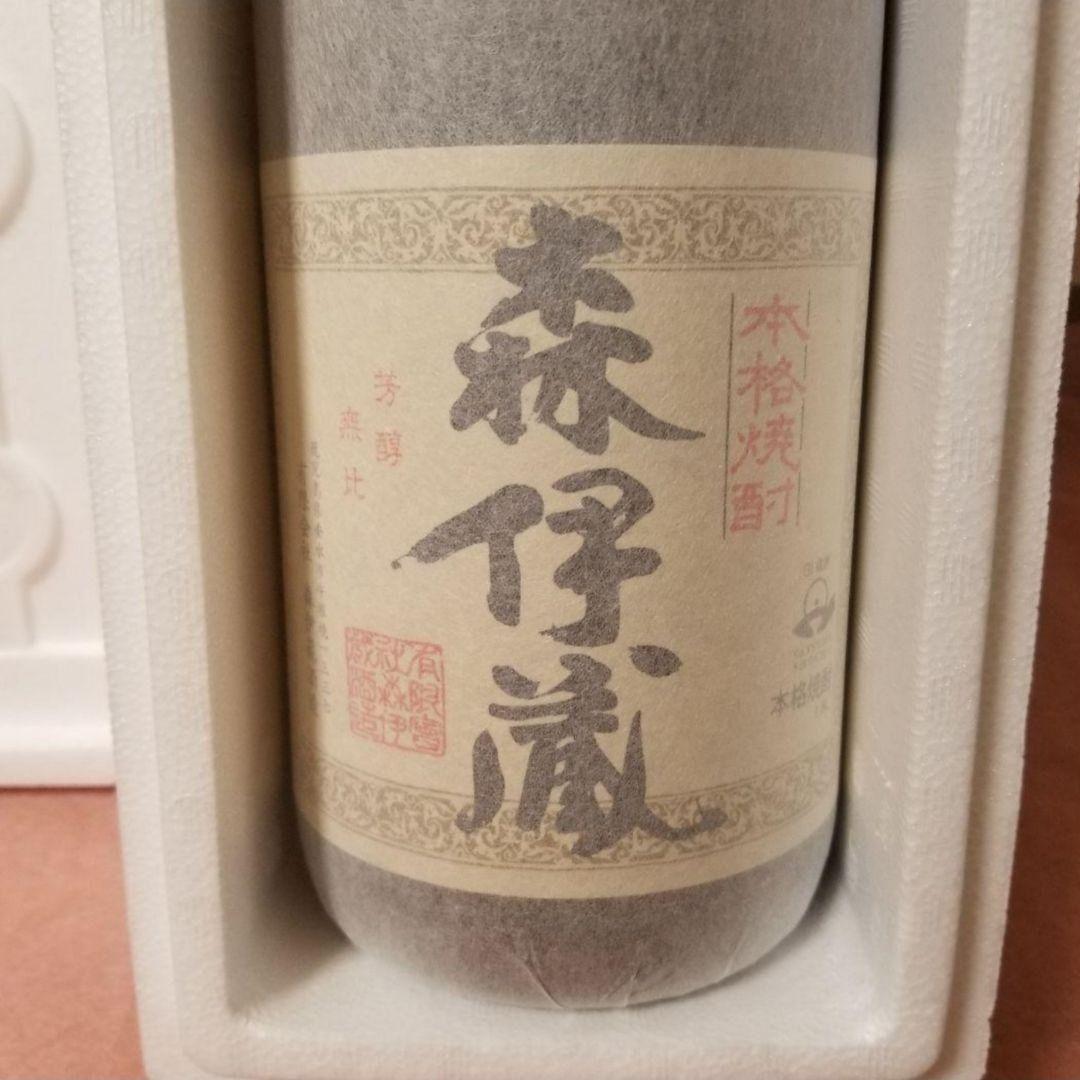 本格焼酎
森伊蔵
芳醇
無比
有限会
社森伊
蔵酒造
本格焼酎